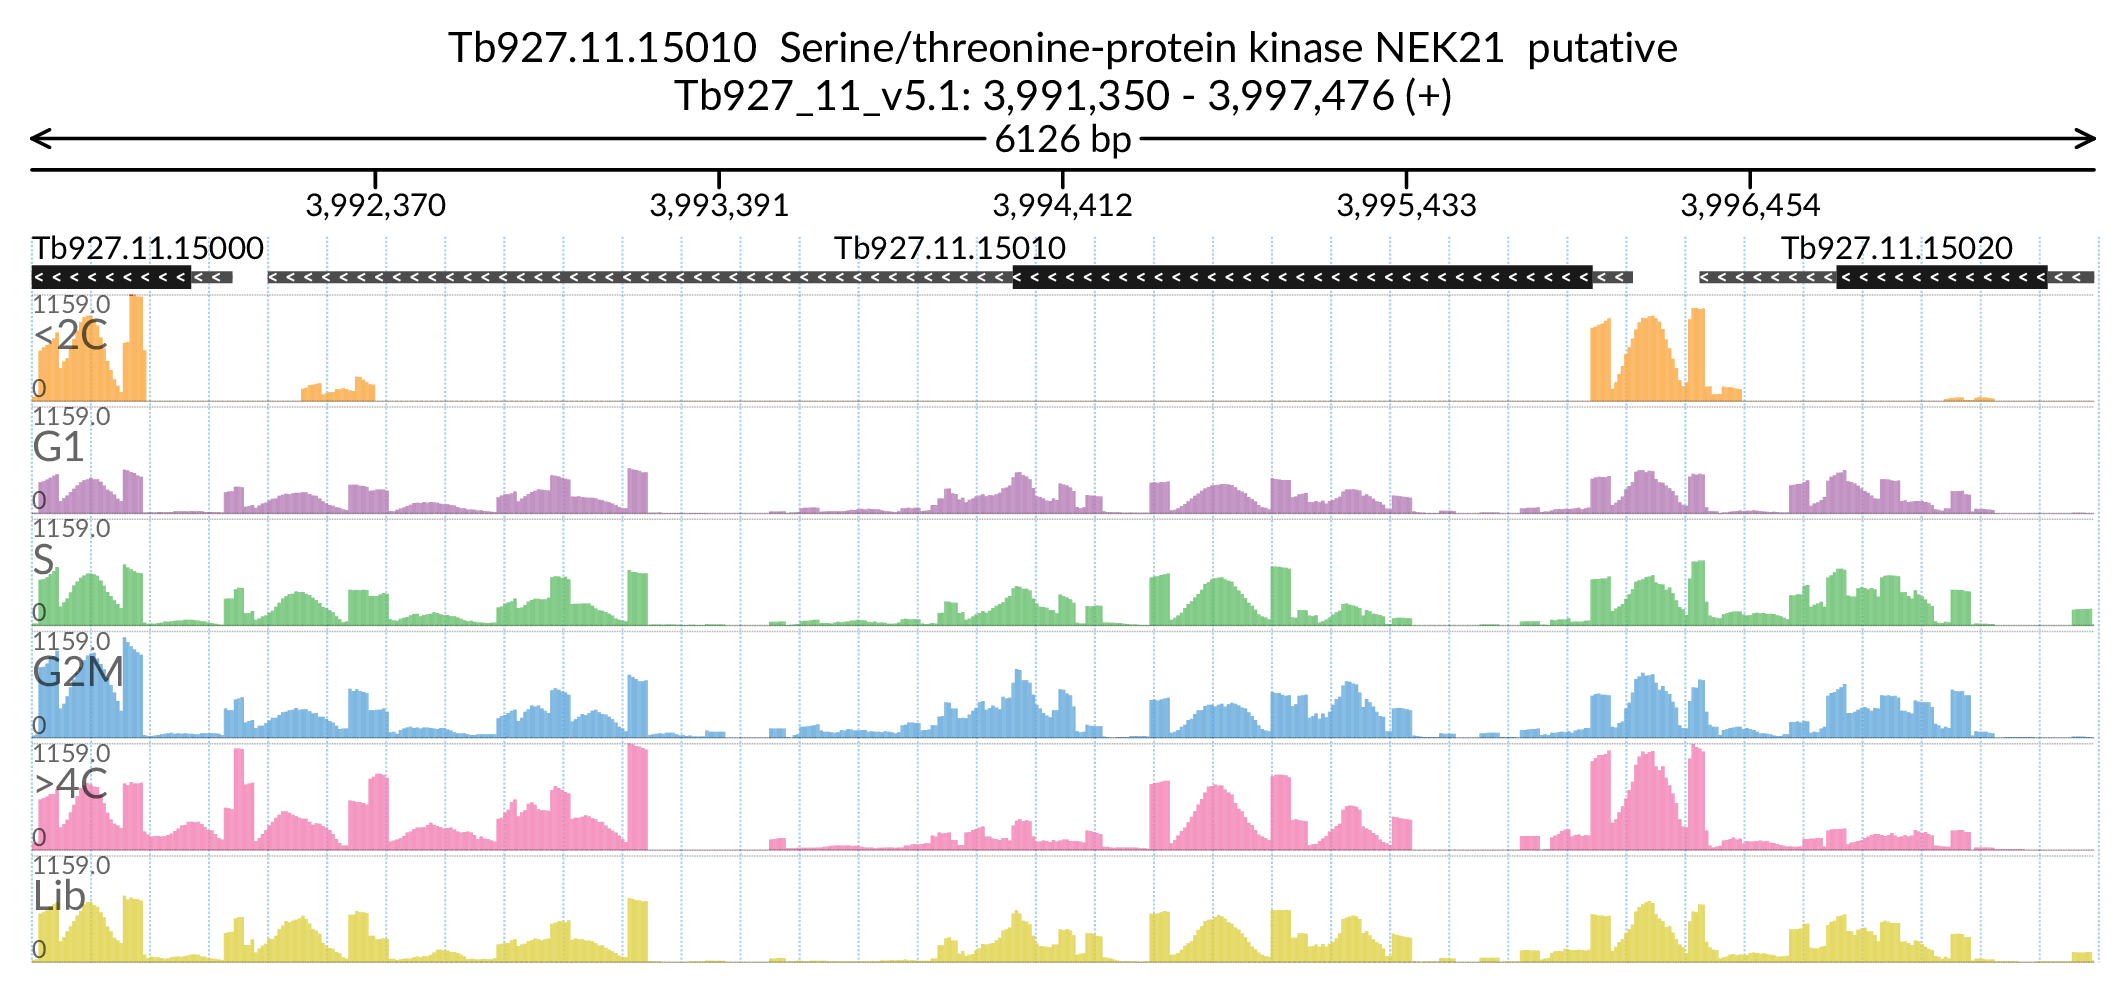 Tb927.11.15010  Serine/threonine-protein kinase NEK21  putative
Tb927_11_v5.1: 3,991,350 - 3,997,476 (+)
6126 bp
3,992,370 3,993,391 3,994,412 3,995,433 3,996,454
Tb927.11.15000 Tb927.11.15010 Tb927.11.15020
1159.0
<2C
0
1159.0
G1
0
1159.0
S
0
1159.0
G2M
0
1159.0
>4C
0
1159.0
Lib
0